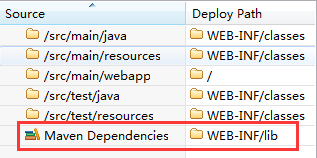 Source Deploy Path
/src/main/java WEB-INF/classes
/src/main/resources WEB-INF/classes
/src/main/webapp /
/src/test/java WEB-INF/classes
/src/test/resources WEB-INF/classes
Maven Dependencies WEB-INF/lib